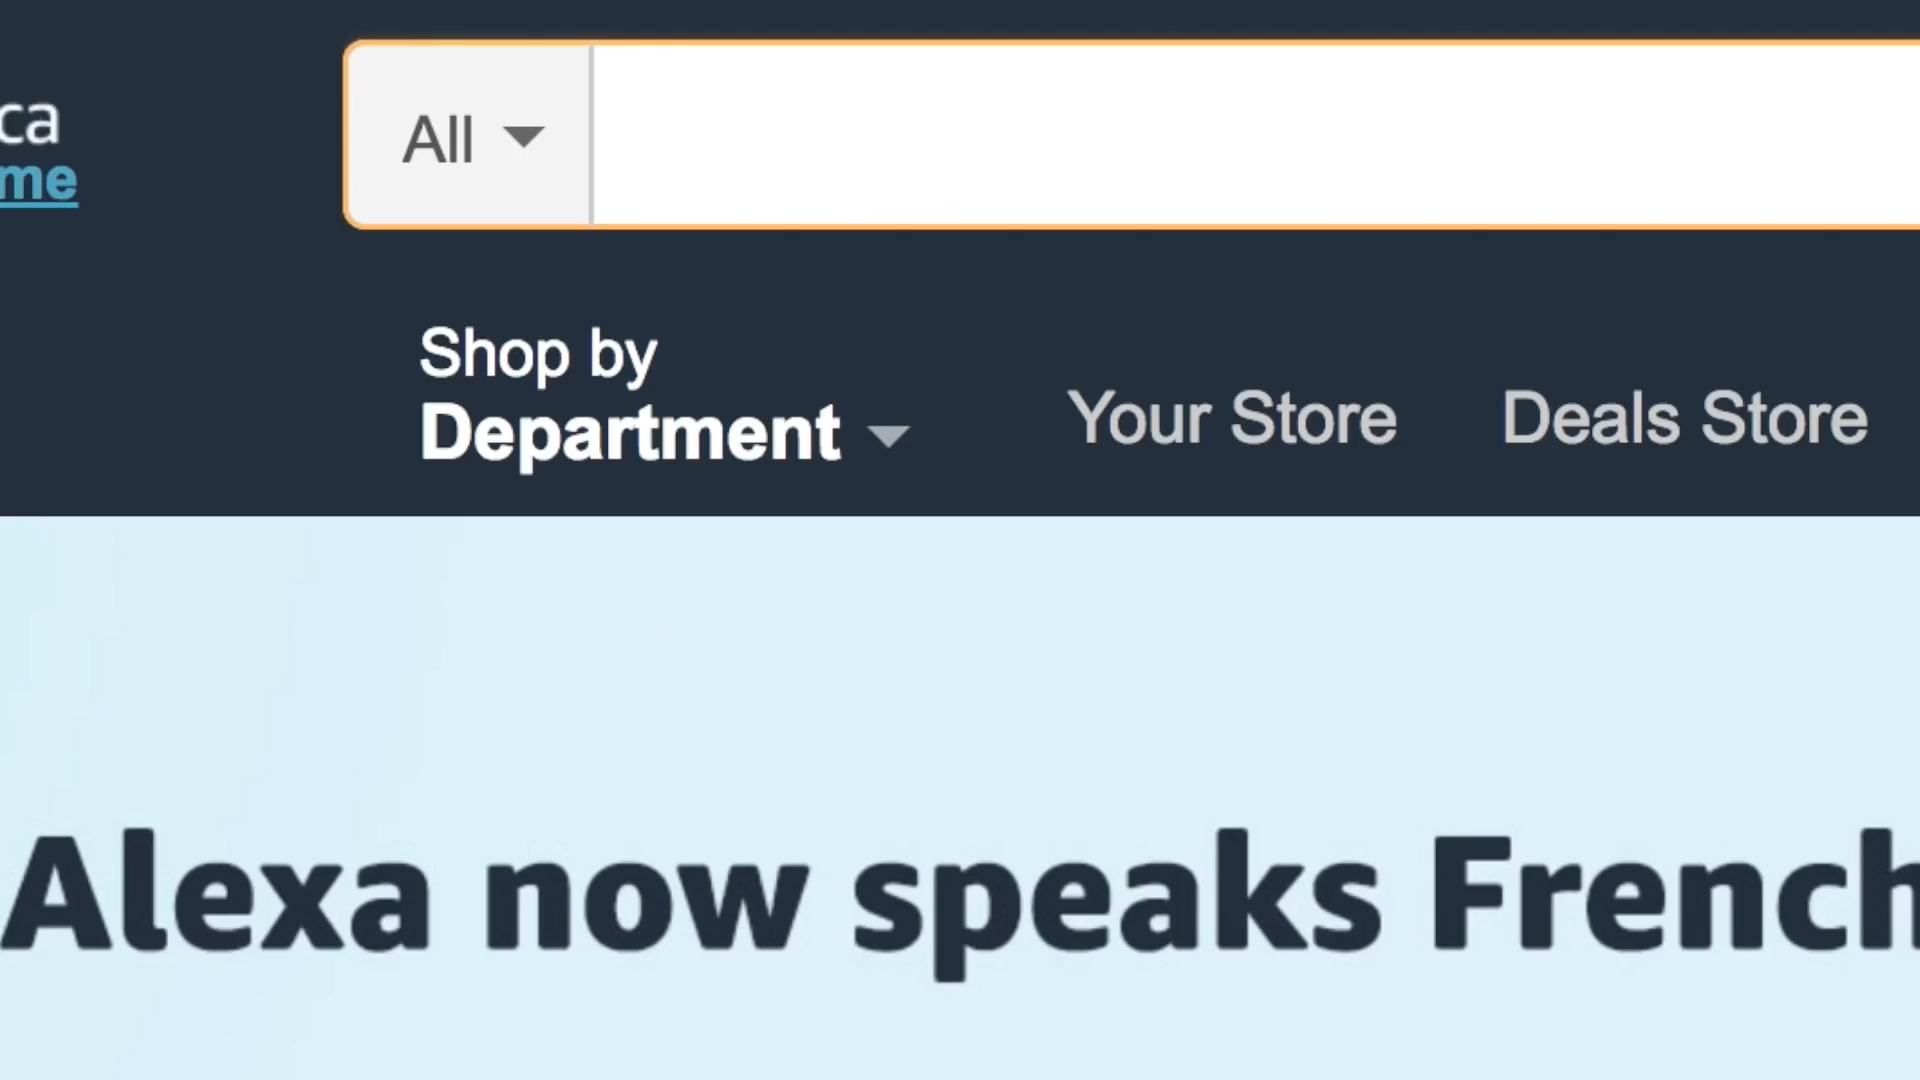 ca
me
All
Shop by
Department
Your Store
Deals Store
Alexa now speaks French